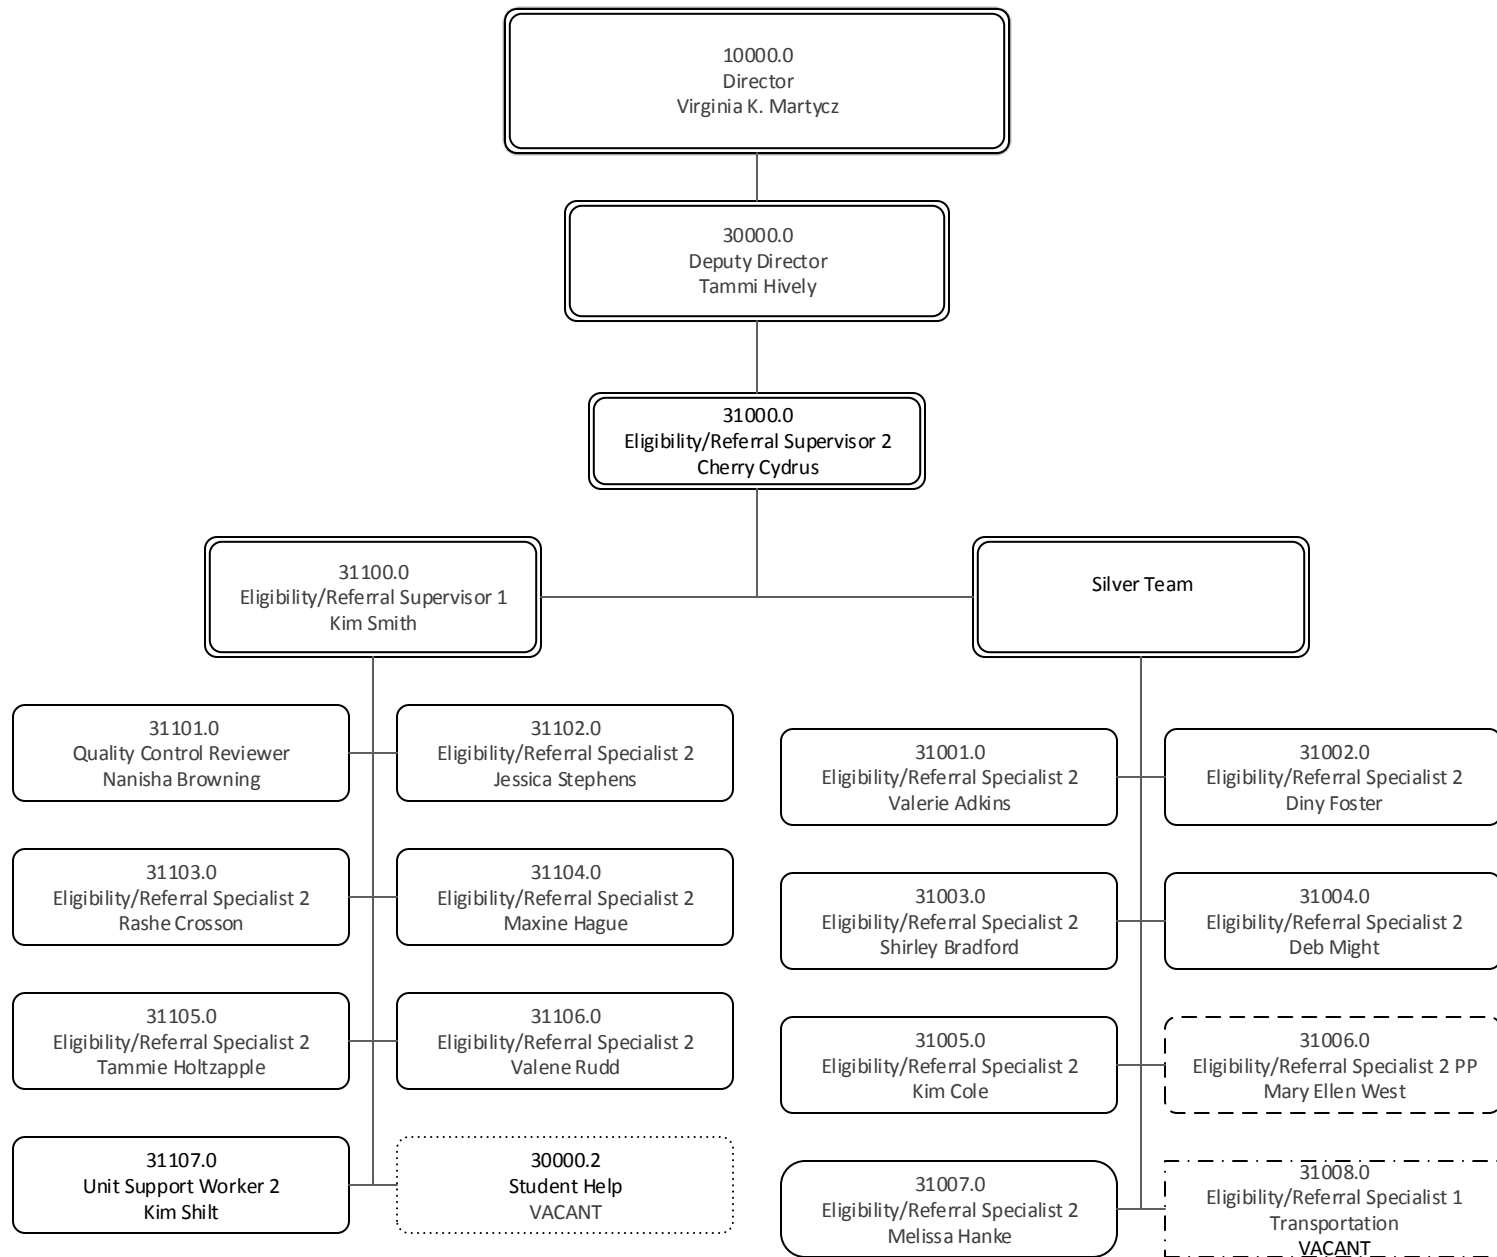 10000.0
Director
Virginia K. Martycz
30000.0
Deputy Director
Tammi Hively
31000.0
Eligibility/Referral Supervisor 2
Cherry Cydrus
31100.0
Eligibility/Referral Supervisor 1
Kim Smith
Silver Team
31101.0
Quality Control Reviewer
Nanisha Browning
31102.0
Eligibility/Referral Specialist 2
Jessica Stephens
31001.0
Eligibility/Referral Specialist 2
Valerie Adkins
31002.0
Eligibility/Referral Specialist 2
Diny Foster
31103.0
Eligibility/Referral Specialist 2
Rashe Crosson
31104.0
Eligibility/Referral Specialist 2
Maxine Hague
31003.0
Eligibility/Referral Specialist 2
Shirley Bradford
31004.0
Eligibility/Referral Specialist 2
Deb Might
31105.0
Eligibility/Referral Specialist 2
Tammie Holtzapple
31106.0
Eligibility/Referral Specialist 2
Valene Rudd
31005.0
Eligibility/Referral Specialist 2
Kim Cole
31006.0
Eligibility/Referral Specialist 2 PP
Mary Ellen West
31107.0
Unit Support Worker 2
Kim Shilt
30000.2
Student Help
VACANT
31007.0
Eligibility/Referral Specialist 2
Melissa Hanke
31008.0
Eligibility/Referral Specialist 1
Transportation
VACANT